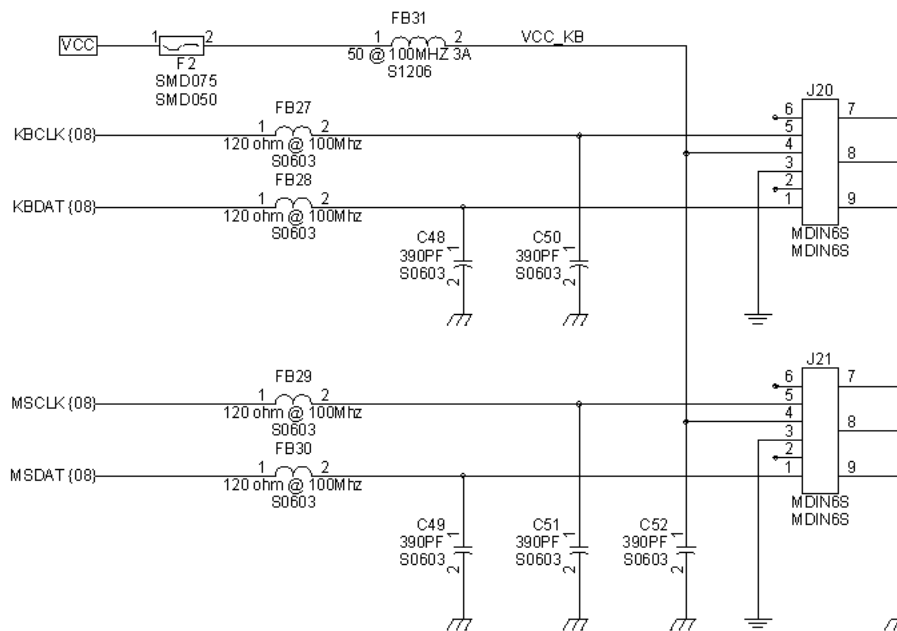 FB31
VCC
1
2
1
2
VCC_KB
50 @ 100MHZ 3A
S1206
F2
SMD075
SMD050
J20
FB27
KBCLK {08}
1
2
120 ohm @ 100Mhz
S0603
FB28
KBDAT {08}
1
2
120 ohm @ 100Mhz
S0603
6
5
4
3
2
1
7
8
9
MDIN6S
MDIN6S
C48
390PF
S0603
1
2
C50
390PF
S0603
1
2
J21
FB29
MSCLK {08}
1
2
120 ohm @ 100Mhz
S0603
FB30
MSDAT {08}
1
2
120 ohm @ 100Mhz
S0603
6
5
4
3
2
1
7
8
9
MDIN6S
MDIN6S
C49
390PF
S0603
1
2
C51
390PF
S0603
1
2
C52
390PF
S0603
1
2